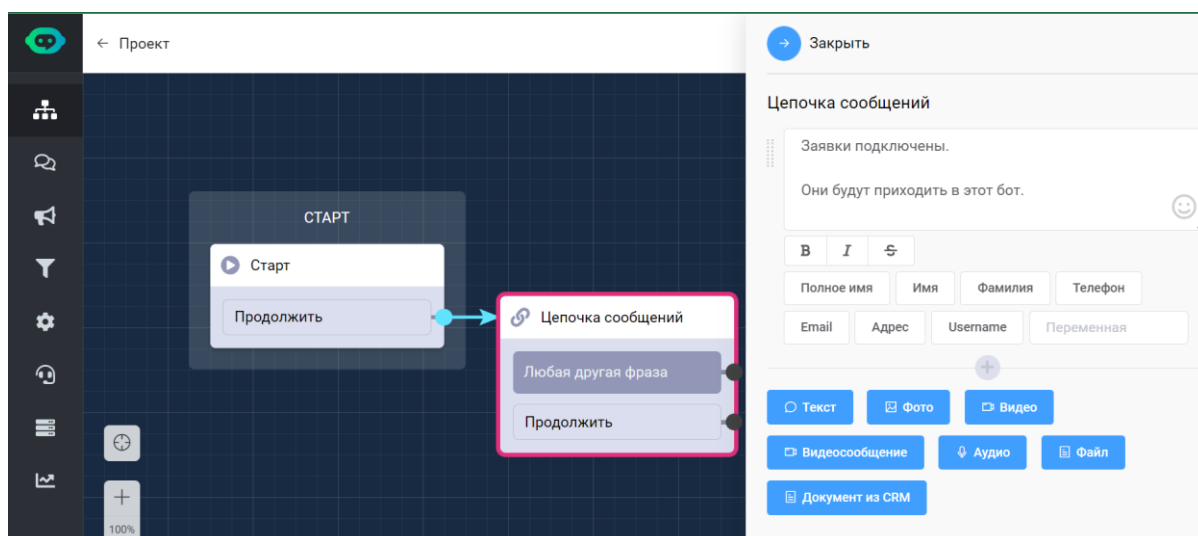 ← Проект
Закрыть
Цепочка сообщений
Заявки подключены.
Они будут приходить в этот бот.
B I S
Полное имя Имя Фамилия Телефон
Email Адрес Username Переменная
Текст Фото Видео
Видеосообщение Аудио Файл
Документ из CRM
СТАРТ
Старт
Продолжить
Цепочка сообщений
Любая другая фраза
Продолжить
100%